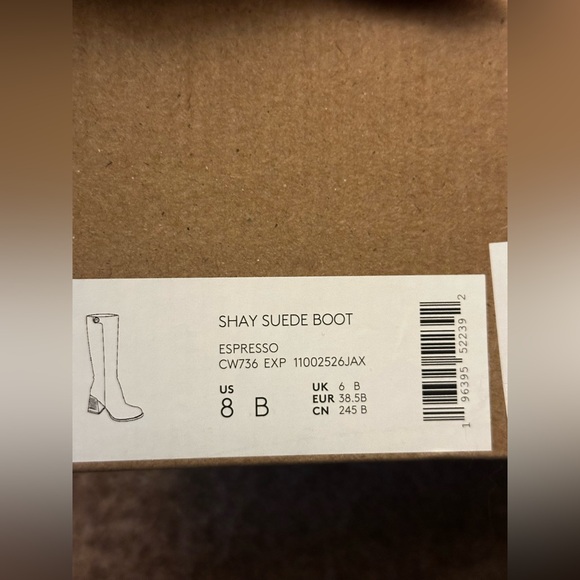 SHAY SUEDE BOOT
ESPRESSO
CW736 EXP 11002526JAX
US
8 B
UK 6 B
EUR 38.5B
CN 245 B
1 96395 52239 2